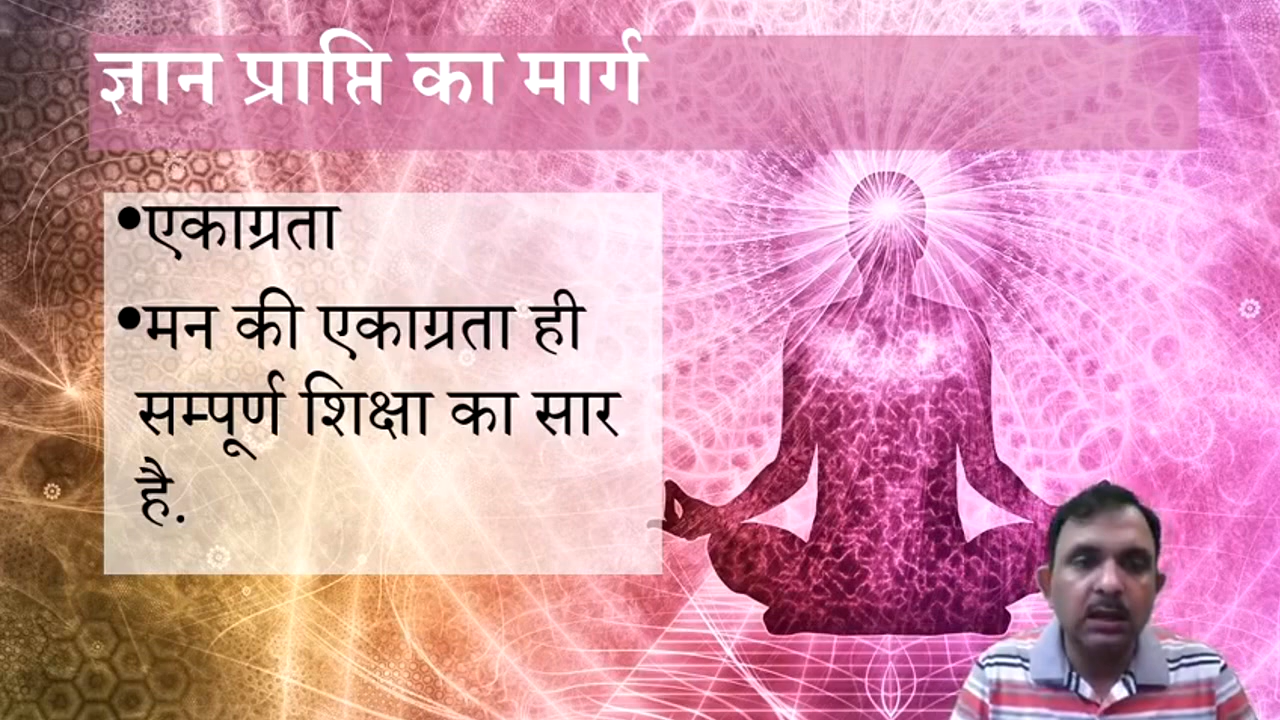 ज्ञान प्राप्ति का मार्ग
•एकाग्रता
•मन की एकाग्रता ही
सम्पूर्ण शिक्षा का सार
है.